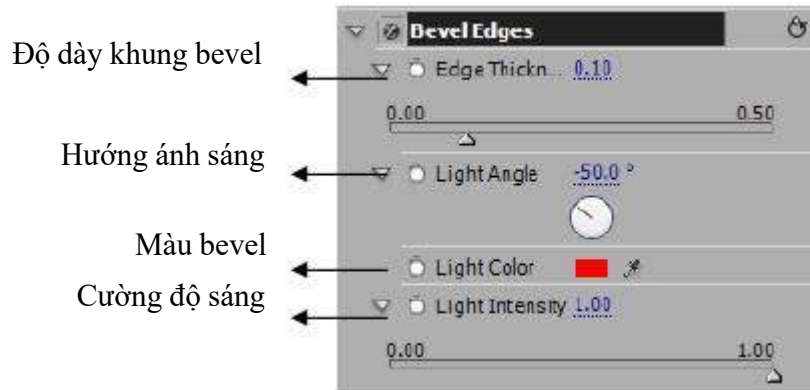 Bevel Edges
Độ dày khung bevel
Edge Thickn... 0.10
0.00 0.50
Hướng ánh sáng
Light Angle -50.0 °
Màu bevel
Light Color
Cường độ sáng
Light Intensity 1.00
0.00 1.00